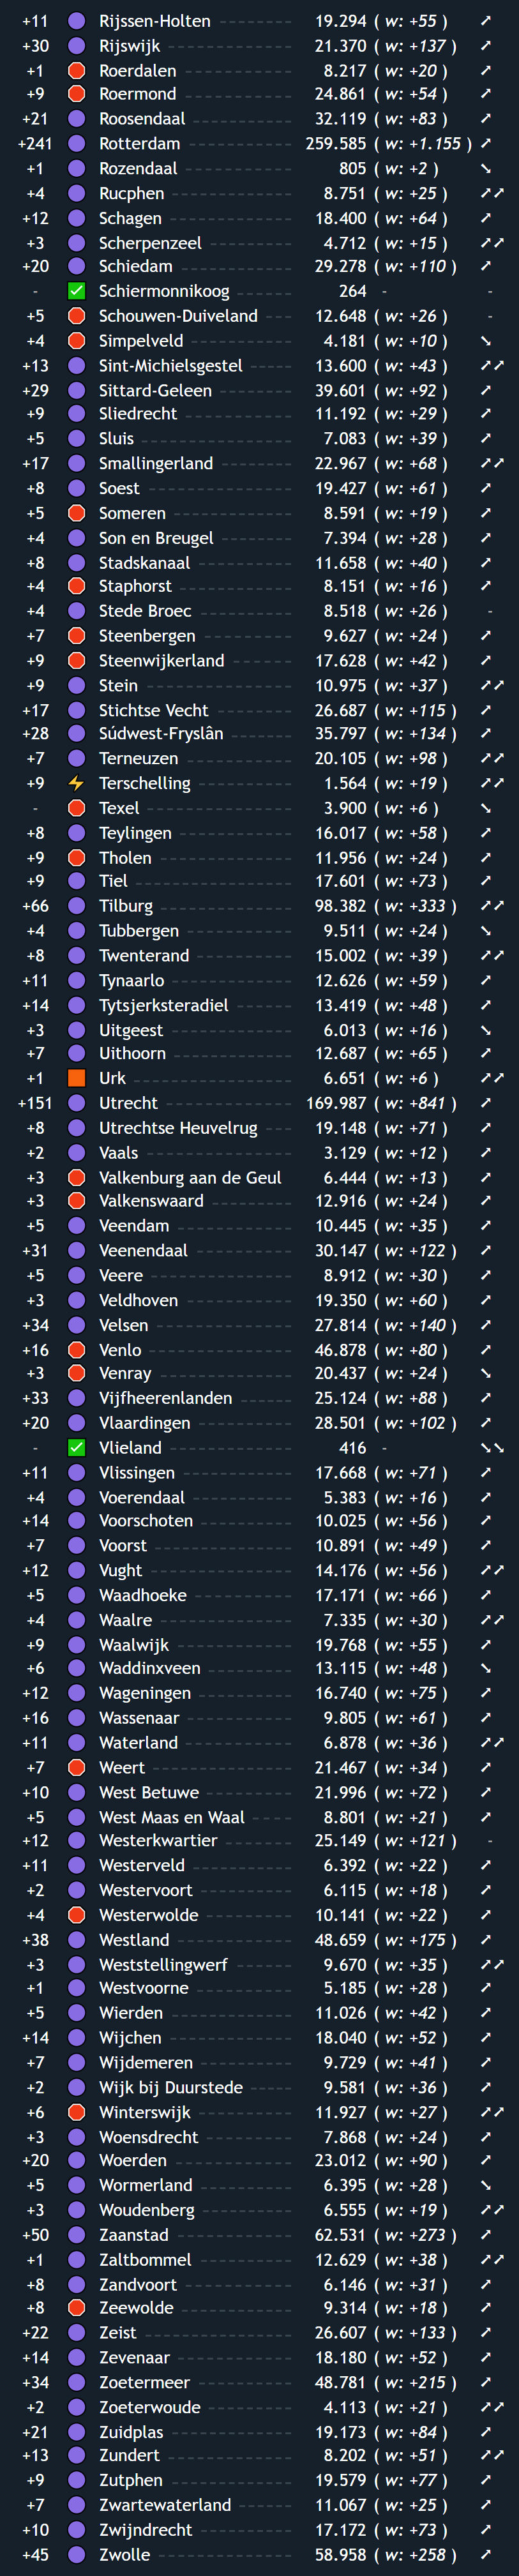 +11 Rijssen-Holten 19.294 ( w: +55 )
+30 Rijswijk 21.370 ( w: +137 )
+1 Roerdalen 8.217 ( w: +20 )
+9 Roermond 24.861 ( w: +54 )
+21 Roosendaal 32.119 ( w: +83 )
+241 Rotterdam 259.585 ( w: +1.155 )
+1 Rozendaal 805 ( w: +2 )
+4 Rucphen 8.751 ( w: +25 )
+12 Schagen 18.400 ( w: +64 )
+3 Scherpenzeel 4.712 ( w: +15 )
+20 Schiedam 29.278 ( w: +110 )
- Schiermonnikoog 264 - -
+5 Schouwen-Duiveland 12.648 ( w: +26 ) -
+4 Simpelveld 4.181 ( w: +10 )
+13 Sint-Michielsgestel 13.600 ( w: +43 )
+29 Sittard-Geleen 39.601 ( w: +92 )
+9 Sliedrecht 11.192 ( w: +29 )
+5 Sluis 7.083 ( w: +39 )
+17 Smallingerland 22.967 ( w: +68 )
+8 Soest 19.427 ( w: +61 )
+5 Someren 8.591 ( w: +19 )
+4 Son en Breugel 7.394 ( w: +28 )
+8 Stadskanaal 11.658 ( w: +40 )
+4 Staphorst 8.151 ( w: +16 )
+4 Stede Broec 8.518 ( w: +26 ) -
+7 Steenbergen 9.627 ( w: +24 )
+9 Steenwijkerland 17.628 ( w: +42 )
+9 Stein 10.975 ( w: +37 )
+17 Stichtse Vecht 26.687 ( w: +115 )
+28 Súdwest-Fryslân 35.797 ( w: +134 )
+7 Terneuzen 20.105 ( w: +98 )
+9 Terschelling 1.564 ( w: +19 )
- Texel 3.900 ( w: +6 )
+8 Teylingen 16.017 ( w: +58 )
+9 Tholen 11.956 ( w: +24 )
+9 Tiel 17.601 ( w: +73 )
+66 Tilburg 98.382 ( w: +333 )
+4 Tubbergen 9.511 ( w: +24 )
+8 Twenterand 15.002 ( w: +39 )
+11 Tynaarlo 12.626 ( w: +59 )
+14 Tytsjerksteradiel 13.419 ( w: +48 )
+3 Uitgeest 6.013 ( w: +16 )
+7 Uithoorn 12.687 ( w: +65 )
+1 Urk 6.651 ( w: +6 )
+151 Utrecht 169.987 ( w: +841 )
+8 Utrechtse Heuvelrug 19.148 ( w: +71 )
+2 Vaals 3.129 ( w: +12 )
+3 Valkenburg aan de Geul 6.444 ( w: +13 )
+3 Valkenswaard 12.916 ( w: +24 )
+5 Veendam 10.445 ( w: +35 )
+31 Veenendaal 30.147 ( w: +122 )
+5 Veere 8.912 ( w: +30 )
+3 Veldhoven 19.350 ( w: +60 )
+34 Velsen 27.814 ( w: +140 )
+16 Venlo 46.878 ( w: +80 )
+3 Venray 20.437 ( w: +24 )
+33 Vijfheerenlanden 25.124 ( w: +88 )
+20 Vlaardingen 28.501 ( w: +102 )
- Vlieland 416 -
+11 Vlissingen 17.668 ( w: +71 )
+4 Voerendaal 5.383 ( w: +16 )
+14 Voorschoten 10.025 ( w: +56 )
+7 Voorst 10.891 ( w: +49 )
+12 Vught 14.176 ( w: +56 )
+5 Waadhoeke 17.171 ( w: +66 )
+4 Waalre 7.335 ( w: +30 )
+9 Waalwijk 19.768 ( w: +55 )
+6 Waddinxveen 13.115 ( w: +48 )
+12 Wageningen 16.740 ( w: +75 )
+16 Wassenaar 9.805 ( w: +61 )
+11 Waterland 6.878 ( w: +36 )
+7 Weert 21.467 ( w: +34 )
+10 West Betuwe 21.996 ( w: +72 )
+5 West Maas en Waal 8.801 ( w: +21 )
+12 Westerkwartier 25.149 ( w: +121 ) -
+11 Westerveld 6.392 ( w: +22 )
+2 Westervoort 6.115 ( w: +18 )
+4 Westerwolde 10.141 ( w: +22 )
+38 Westland 48.659 ( w: +175 )
+3 Weststellingwerf 9.670 ( w: +35 )
+1 Westvoorne 5.185 ( w: +28 )
+5 Wierden 11.026 ( w: +42 )
+14 Wijchen 18.040 ( w: +52 )
+7 Wijdemeren 9.729 ( w: +41 )
+2 Wijk bij Duurstede 9.581 ( w: +36 )
+6 Winterswijk 11.927 ( w: +27 )
+3 Woensdrecht 7.868 ( w: +24 )
+20 Woerden 23.012 ( w: +90 )
+5 Wormerland 6.395 ( w: +28 )
+3 Woudenberg 6.555 ( w: +19 )
+50 Zaanstad 62.531 ( w: +273 )
+1 Zaltbommel 12.629 ( w: +38 )
+8 Zandvoort 6.146 ( w: +31 )
+8 Zeewolde 9.314 ( w: +18 )
+22 Zeist 26.607 ( w: +133 )
+14 Zevenaar 18.180 ( w: +52 )
+34 Zoetermeer 48.781 ( w: +215 )
+2 Zoeterwoude 4.113 ( w: +21 )
+21 Zuidplas 19.173 ( w: +84 )
+13 Zundert 8.202 ( w: +51 )
+9 Zutphen 19.579 ( w: +77 )
+7 Zwartewaterland 11.067 ( w: +25 )
+10 Zwijndrecht 17.172 ( w: +73 )
+45 Zwolle 58.958 ( w: +258 )